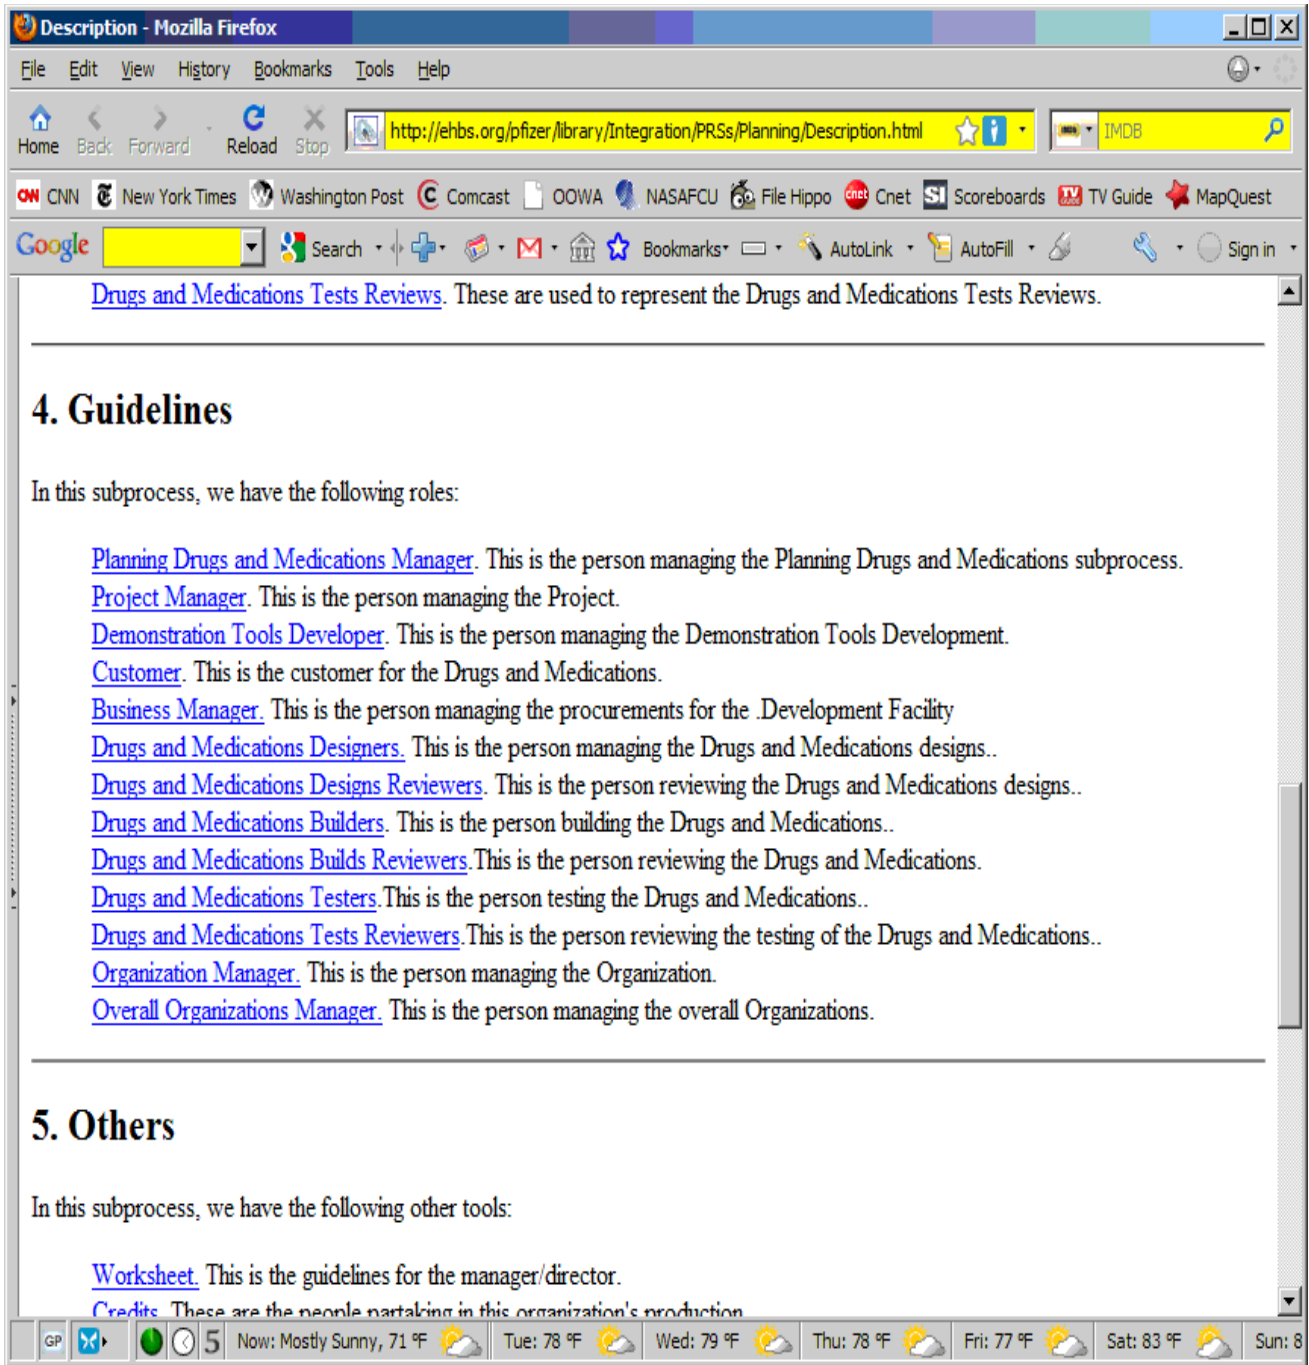 Description - Mozilla Firefox
File Edit View History Bookmarks Tools Help
Home Back Forward Reload Stop http://ehbs.org/pfizer/library/Integration/PRSs/Planning/Description.html IMDB
CNN New York Times Washington Post Comcast OOWA NASAFCU File Hippo Cnet Scoreboards TV Guide MapQuest
Google Search Bookmarks AutoLink AutoFill Sign in
Drugs and Medications Tests Reviews. These are used to represent the Drugs and Medications Tests Reviews.
4. Guidelines
In this subprocess, we have the following roles:
Planning Drugs and Medications Manager. This is the person managing the Planning Drugs and Medications subprocess.
Project Manager. This is the person managing the Project.
Demonstration Tools Developer. This is the person managing the Demonstration Tools Development.
Customer. This is the customer for the Drugs and Medications.
Business Manager. This is the person managing the procurements for the .Development Facility
Drugs and Medications Designers. This is the person managing the Drugs and Medications designs..
Drugs and Medications Designs Reviewers. This is the person reviewing the Drugs and Medications designs..
Drugs and Medications Builders. This is the person building the Drugs and Medications..
Drugs and Medications Builds Reviewers.This is the person reviewing the Drugs and Medications.
Drugs and Medications Testers.This is the person testing the Drugs and Medications..
Drugs and Medications Tests Reviewers.This is the person reviewing the testing of the Drugs and Medications..
Organization Manager. This is the person managing the Organization.
Overall Organizations Manager. This is the person managing the overall Organizations.
5. Others
In this subprocess, we have the following other tools:
Worksheet. This is the guidelines for the manager/director.
Credits. These are the people partaking in this organization's production
GP 5 Now: Mostly Sunny, 71 °F Tue: 78 °F Wed: 79 °F Thu: 78 °F Fri: 77 °F Sat: 83 °F Sun: 8